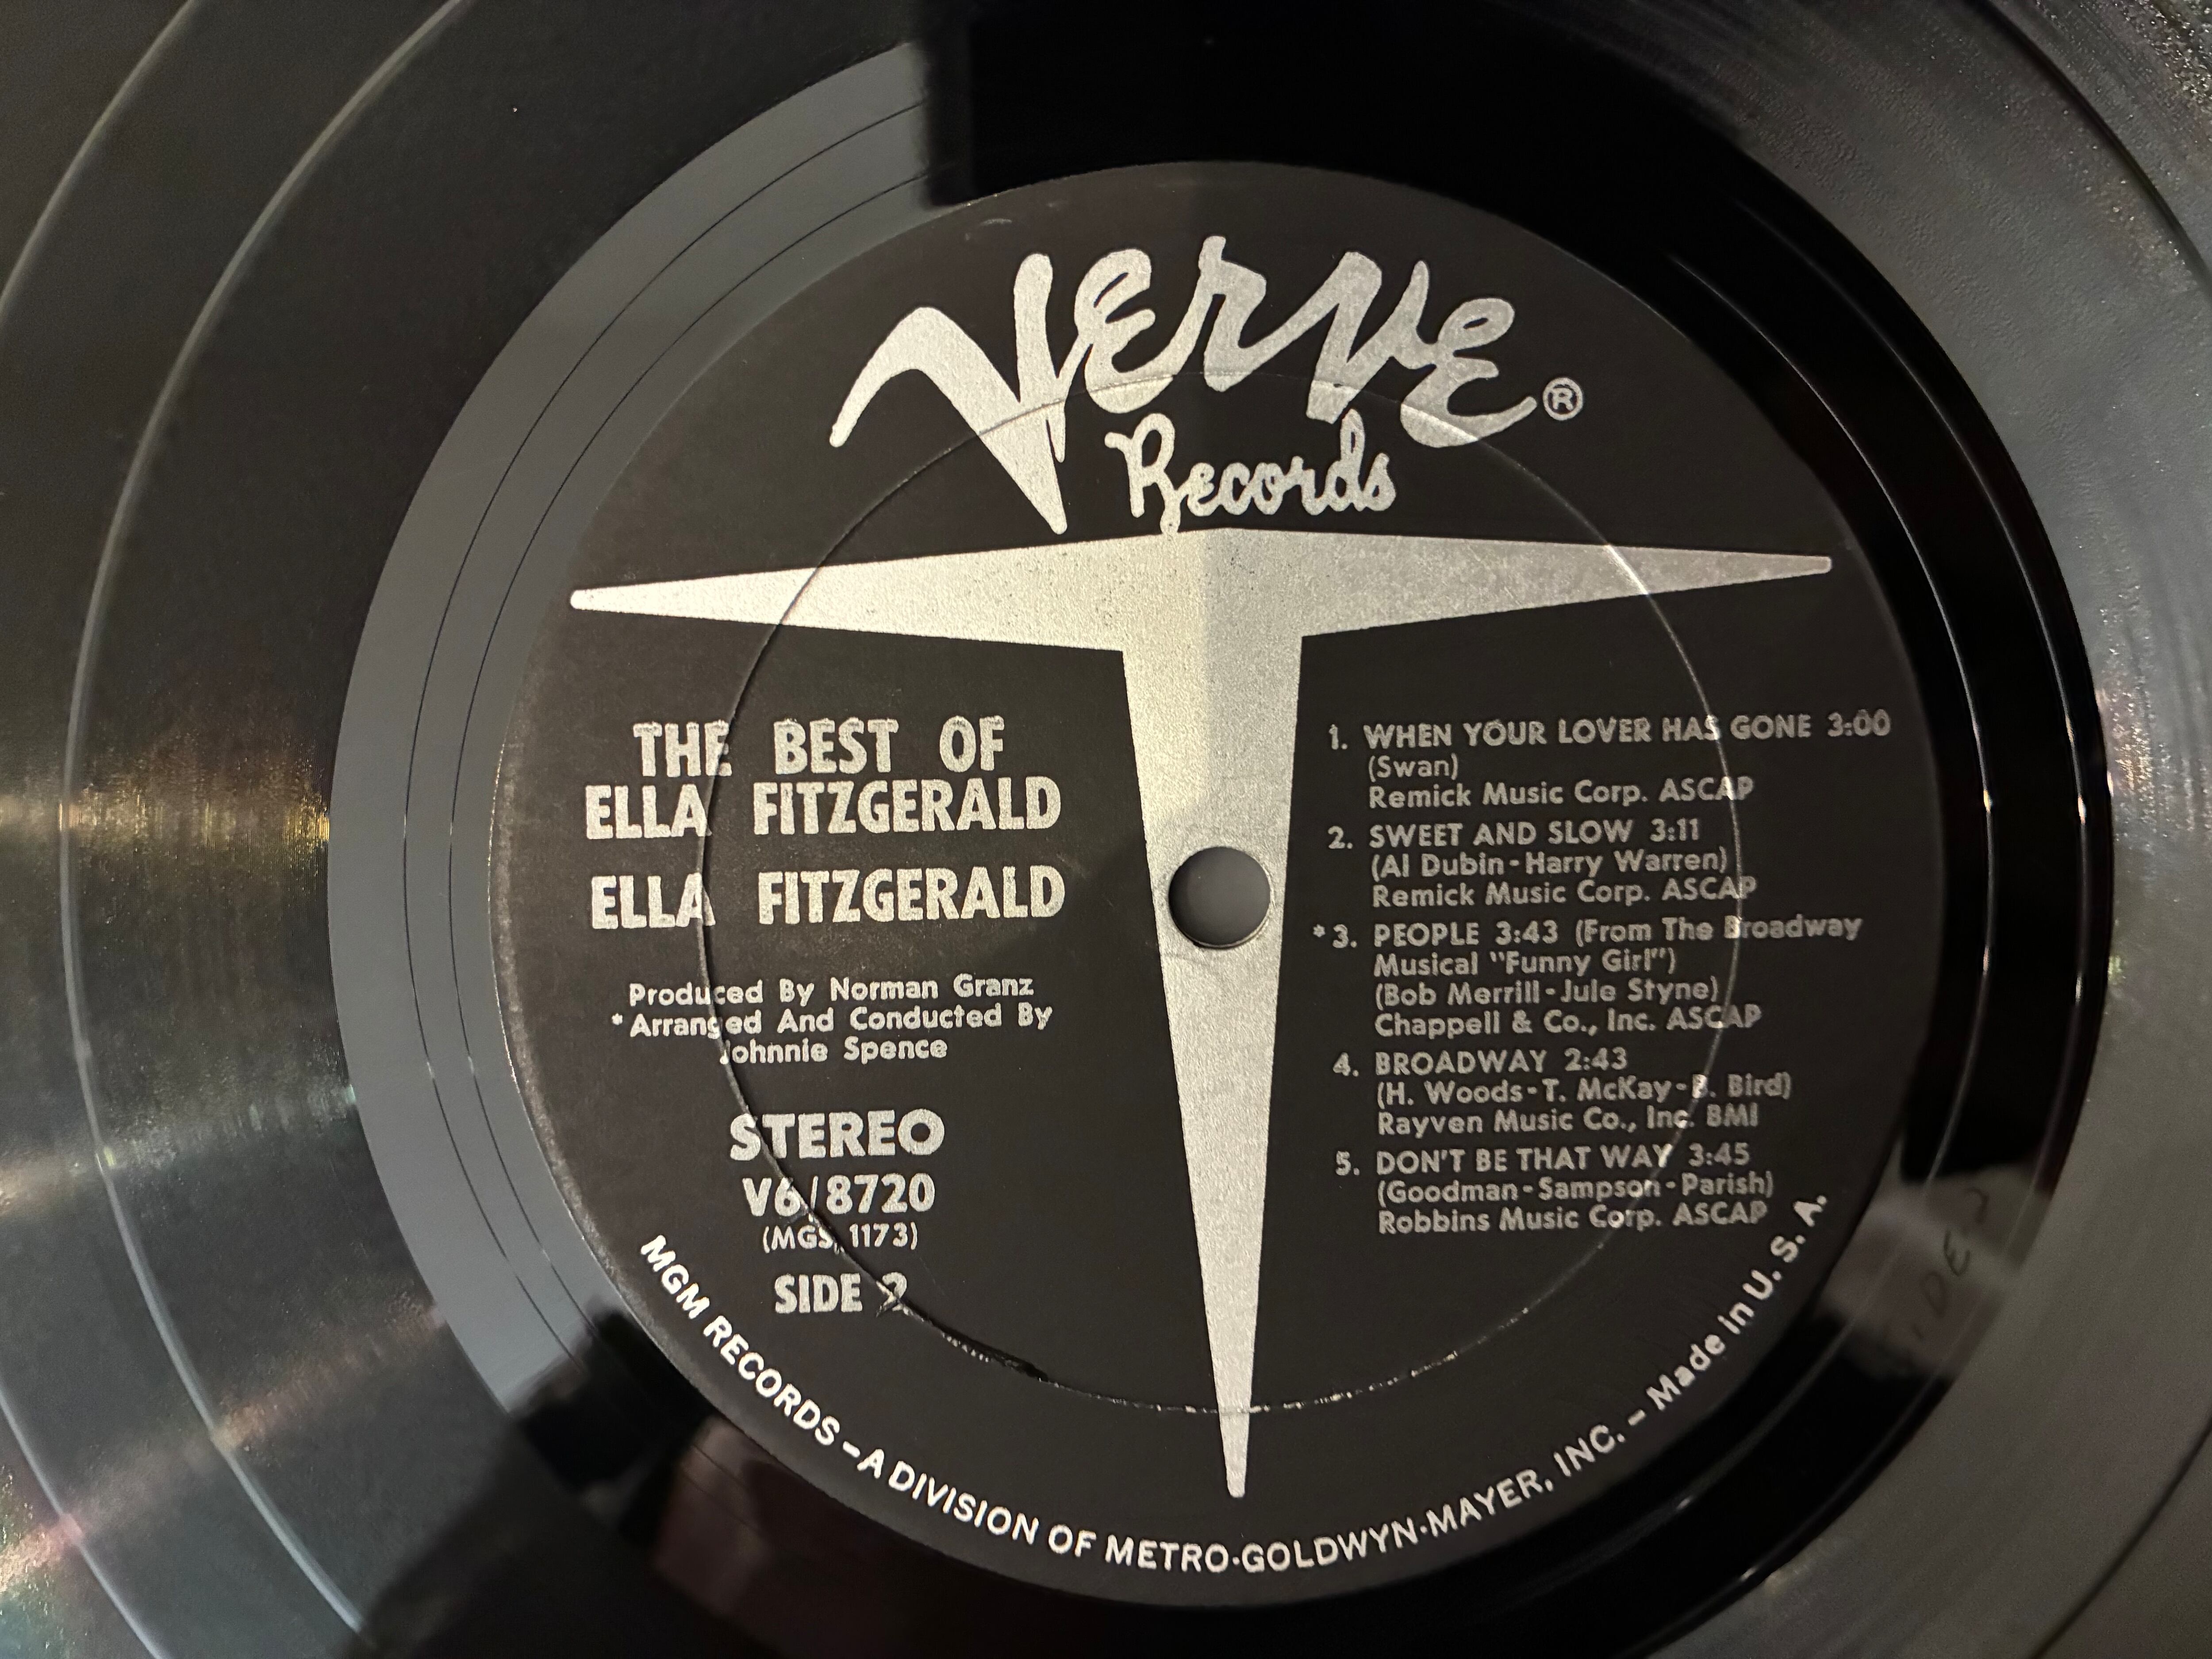 Verve®
Records
THE BEST OF
ELLA FITZGERALD
ELLA FITZGERALD
Produced By Norman Granz
*Arranged And Conducted By
Johnnie Spence
STEREO
V6/8720
(MGS 1173)
SIDE 2
1. WHEN YOUR LOVER HAS GONE 3:00
(Swan)
Remick Music Corp. ASCAP
2. SWEET AND SLOW 3:11
(Al Dubin-Harry Warren)
Remick Music Corp. ASCAP
*3. PEOPLE 3:43 (From The Broadway
Musical "Funny Girl")
(Bob Merrill-Jule Styne)
Chappell & Co., Inc. ASCAP
4. BROADWAY 2:43
(H. Woods-T. McKay-B. Bird)
Rayven Music Co., Inc. BMI
5. DON'T BE THAT WAY 3:45
(Goodman-Sampson-Parish)
Robbins Music Corp. ASCAP
MGM RECORDS – A DIVISION OF METRO-GOLDWYN-MAYER, INC. – Made in U. S. A.